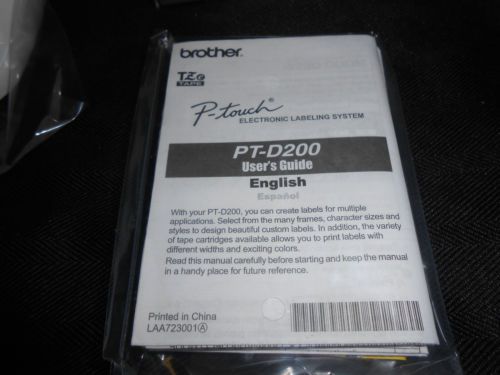 brother
TZe
TAPE
P-touch®
ELECTRONIC LABELING SYSTEM
PT-D200
User's Guide
English
Español
With your PT-D200, you can create labels for multiple
applications. Select from the many frames, character sizes and
styles to design beautiful custom labels. In addition, the variety
of tape cartridges available allows you to print labels with
different widths and exciting colors.
Read this manual carefully before starting and keep the manual
in a handy place for future reference.
Printed in China
LAA723001Ⓐ